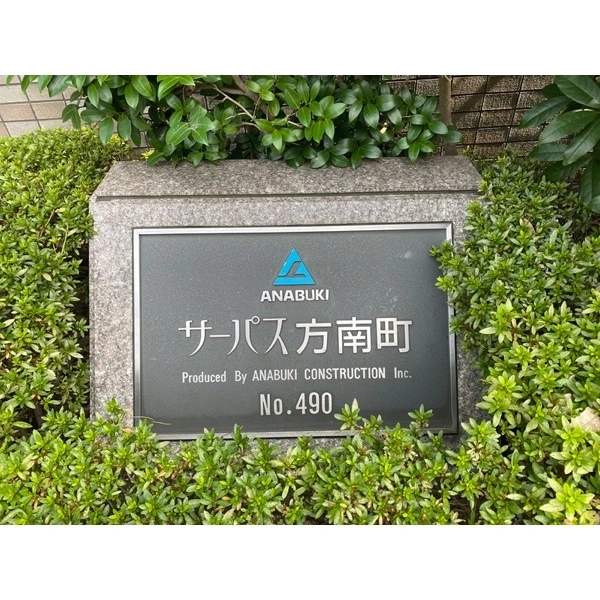 ANABUKI
サーパス方南町
Produced By ANABUKI CONSTRUCTION Inc.
No.490